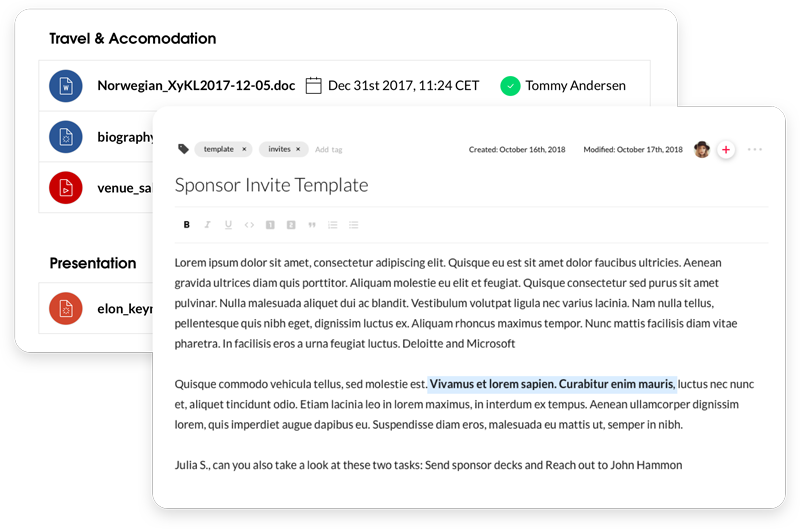 Travel & Accomodation
Norwegian_XyKL2017-12-05.doc Dec 31st 2017, 11:24 CET Tommy Andersen
biography
venue_sa
Presentation
elon_keyn
template × invites × Add tag Created: October 16th, 2018 Modified: October 17th, 2018
Sponsor Invite Template
B I U <> 1 2 "
Lorem ipsum dolor sit amet, consectetur adipiscing elit. Quisque eu est sit amet dolor faucibus ultricies. Aenean
gravida ultrices diam quis porttitor. Aliquam molestie eu elit et feugiat. Quisque consectetur sed purus sit amet
pulvinar. Nulla malesuada aliquet dui ac blandit. Vestibulum volutpat ligula nec varius lacinia. Nam nulla tellus,
pellentesque quis nibh eget, dignissim luctus ex. Aliquam rhoncus maximus tempor. Nunc mattis facilisis diam vitae
pharetra. In facilisis eros a urna feugiat luctus. Deloitte and Microsoft
Quisque commodo vehicula tellus, sed molestie est. Vivamus et lorem sapien. Curabitur enim mauris, luctus nec nunc
et, aliquet tincidunt odio. Etiam lacinia leo in lorem maximus, in interdum ex tempus. Aenean ullamcorper dignissim
lorem, quis imperdiet augue dapibus eu. Suspendisse diam eros, malesuada eu mattis ut, semper in nibh.
Julia S., can you also take a look at these two tasks: Send sponsor decks and Reach out to John Hammon